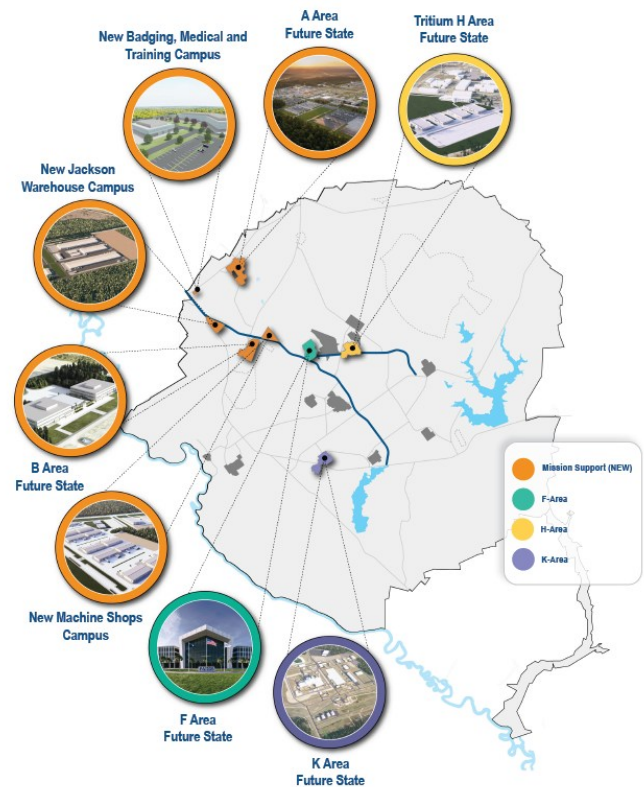 New Badging, Medical and
Training Campus
A Area
Future State
Tritium H Area
Future State
New Jackson
Warehouse Campus
B Area
Future State
New Machine Shops
Campus
F Area
Future State
K Area
Future State
Mission Support (NEW)
F-Area
H-Area
K-Area